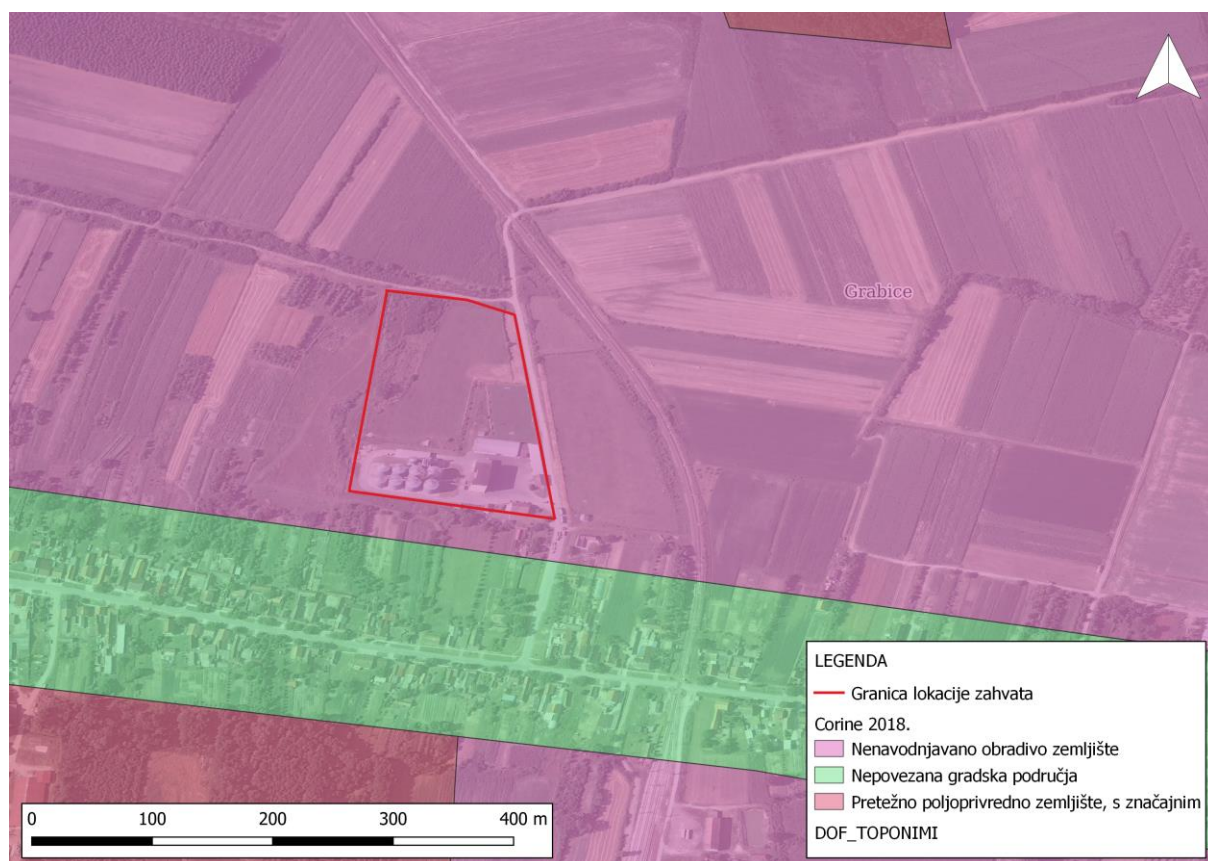 Grabice
LEGENDA
Granica lokacije zahvata
Corine 2018.
Nenavodnjavano obradivo zemljište
Nepovezana gradska područja
Pretežno poljoprivredno zemljište, s značajnim
DOF_TOPONIMI
0 100 200 300 400 m